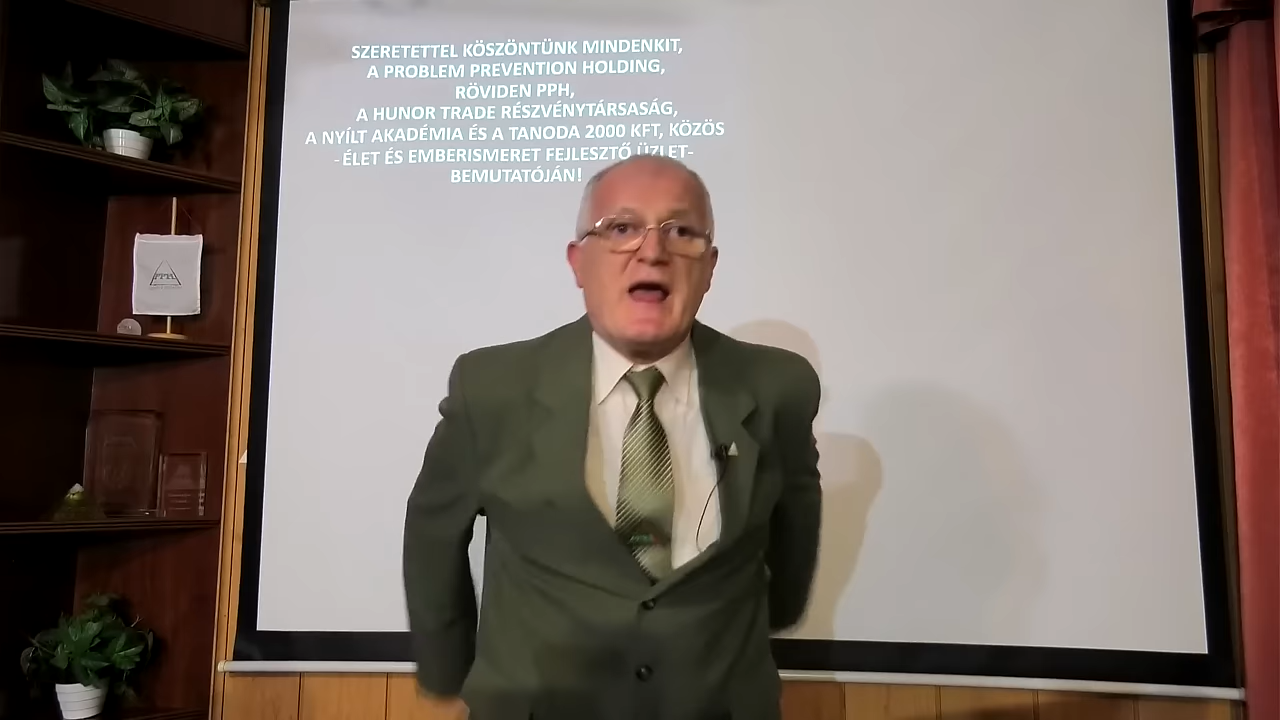 SZERETETTEL KÖSZÖNTÜNK MINDENKIT,
A PROBLEM PREVENTION HOLDING,
RÖVIDEN PPH,
A HUNOR TRADE RÉSZVÉNYTÁRSASÁG,
A NYÍLT AKADÉMIA ÉS A TANODA 2000 KFT, KÖZÖS
- ÉLET ÉS EMBERISMERET FEJLESZTŐ ÜZLET-
BEMUTATÓJÁN!
PPH